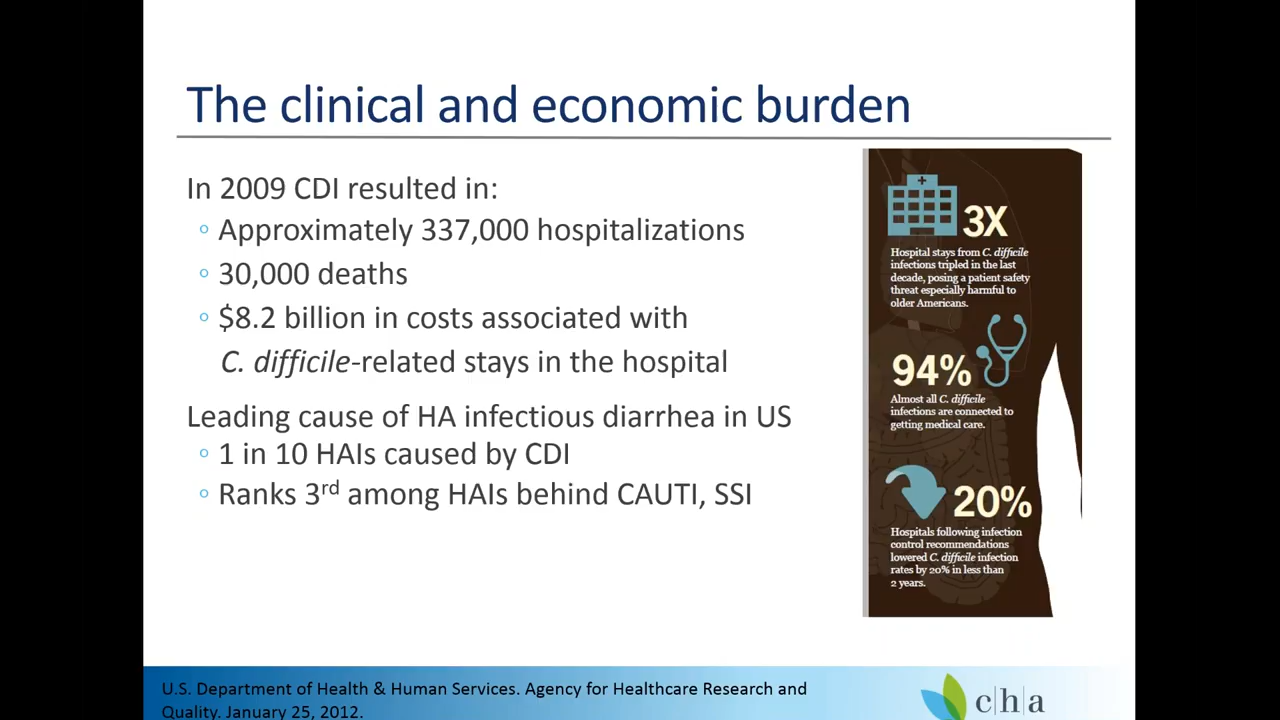 The clinical and economic burden
In 2009 CDI resulted in:
◦ Approximately 337,000 hospitalizations
◦ 30,000 deaths
◦ $8.2 billion in costs associated with
C. difficile-related stays in the hospital
Leading cause of HA infectious diarrhea in US
◦ 1 in 10 HAIs caused by CDI
◦ Ranks 3rd among HAIs behind CAUTI, SSI
3X
Hospital stays from C. difficile
infections tripled in the last
decade, posing a patient safety
threat especially harmful to
older Americans.
94%
Almost all C. difficile
infections are connected to
getting medical care.
20%
Hospitals following infection
control recommendations
lowered C. difficile infection
rates by 20% in less than
2 years.
U.S. Department of Health & Human Services. Agency for Healthcare Research and
Quality. January 25, 2012.
c|h|a